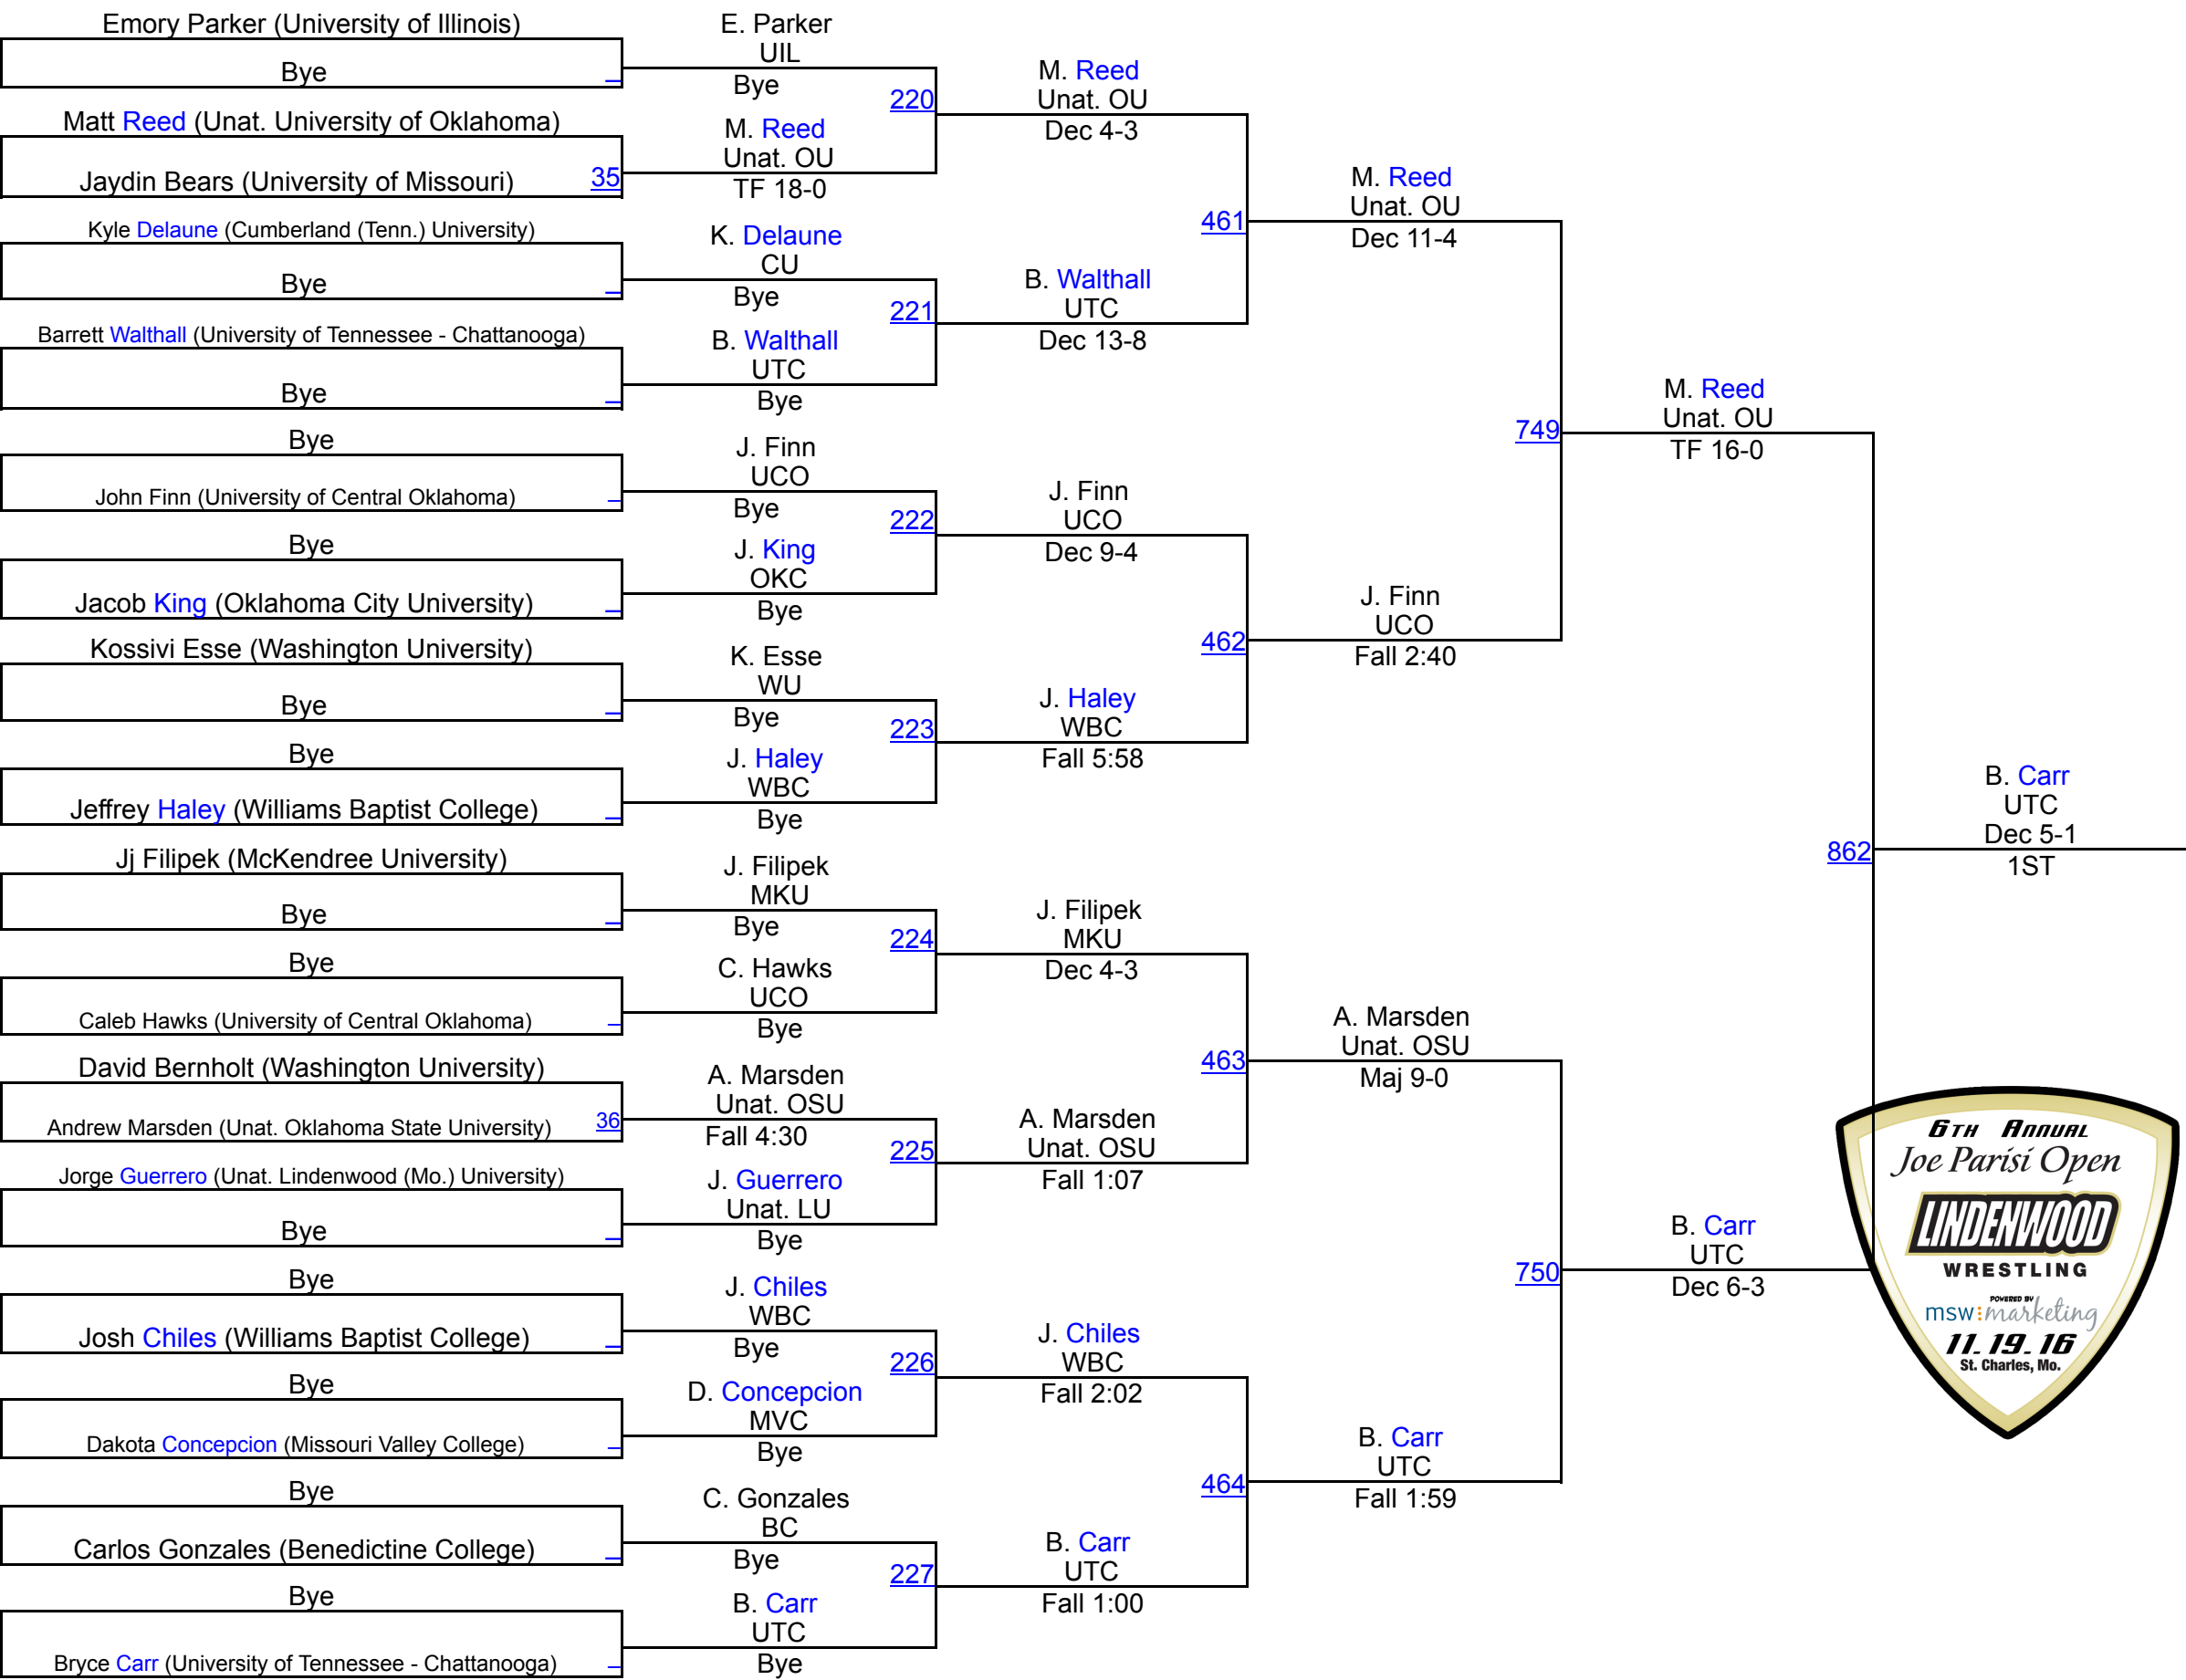 Emory Parker (University of Illinois)
Bye
Matt Reed (Unat. University of Oklahoma)
Jaydin Bears (University of Missouri) 35
Kyle Delaune (Cumberland (Tenn.) University)
Bye
Barrett Walthall (University of Tennessee - Chattanooga)
Bye
Bye
John Finn (University of Central Oklahoma)
Bye
Jacob King (Oklahoma City University)
Kossivi Esse (Washington University)
Bye
Bye
Jeffrey Haley (Williams Baptist College)
Jj Filipek (McKendree University)
Bye
Bye
Caleb Hawks (University of Central Oklahoma)
David Bernholt (Washington University)
Andrew Marsden (Unat. Oklahoma State University) 36
Jorge Guerrero (Unat. Lindenwood (Mo.) University)
Bye
Bye
Josh Chiles (Williams Baptist College)
Bye
Dakota Concepcion (Missouri Valley College)
Bye
Carlos Gonzales (Benedictine College)
Bye
Bryce Carr (University of Tennessee - Chattanooga)
E. Parker
UIL
Bye
220
M. Reed
Unat. OU
TF 18-0
K. Delaune
CU
Bye
221
B. Walthall
UTC
Bye
J. Finn
UCO
Bye
222
J. King
OKC
Bye
K. Esse
WU
Bye
223
J. Haley
WBC
Bye
J. Filipek
MKU
Bye
224
C. Hawks
UCO
Bye
A. Marsden
Unat. OSU
Fall 4:30
225
J. Guerrero
Unat. LU
Bye
J. Chiles
WBC
Bye
226
D. Concepcion
MVC
Bye
C. Gonzales
BC
Bye
227
B. Carr
UTC
Bye
M. Reed
Unat. OU
Dec 4-3
461
B. Walthall
UTC
Dec 13-8
J. Finn
UCO
Dec 9-4
462
J. Haley
WBC
Fall 5:58
J. Filipek
MKU
Dec 4-3
463
A. Marsden
Unat. OSU
Fall 1:07
J. Chiles
WBC
Fall 2:02
464
B. Carr
UTC
Fall 1:00
M. Reed
Unat. OU
Dec 11-4
749
J. Finn
UCO
Fall 2:40
A. Marsden
Unat. OSU
Maj 9-0
750
B. Carr
UTC
Fall 1:59
M. Reed
Unat. OU
TF 16-0
862
B. Carr
UTC
Dec 6-3
B. Carr
UTC
Dec 5-1
1ST
6TH ANNUAL
Joe Parisi Open
LINDENWOOD
WRESTLING
POWERED BY
msw:marketing
11.19.16
St. Charles, Mo.